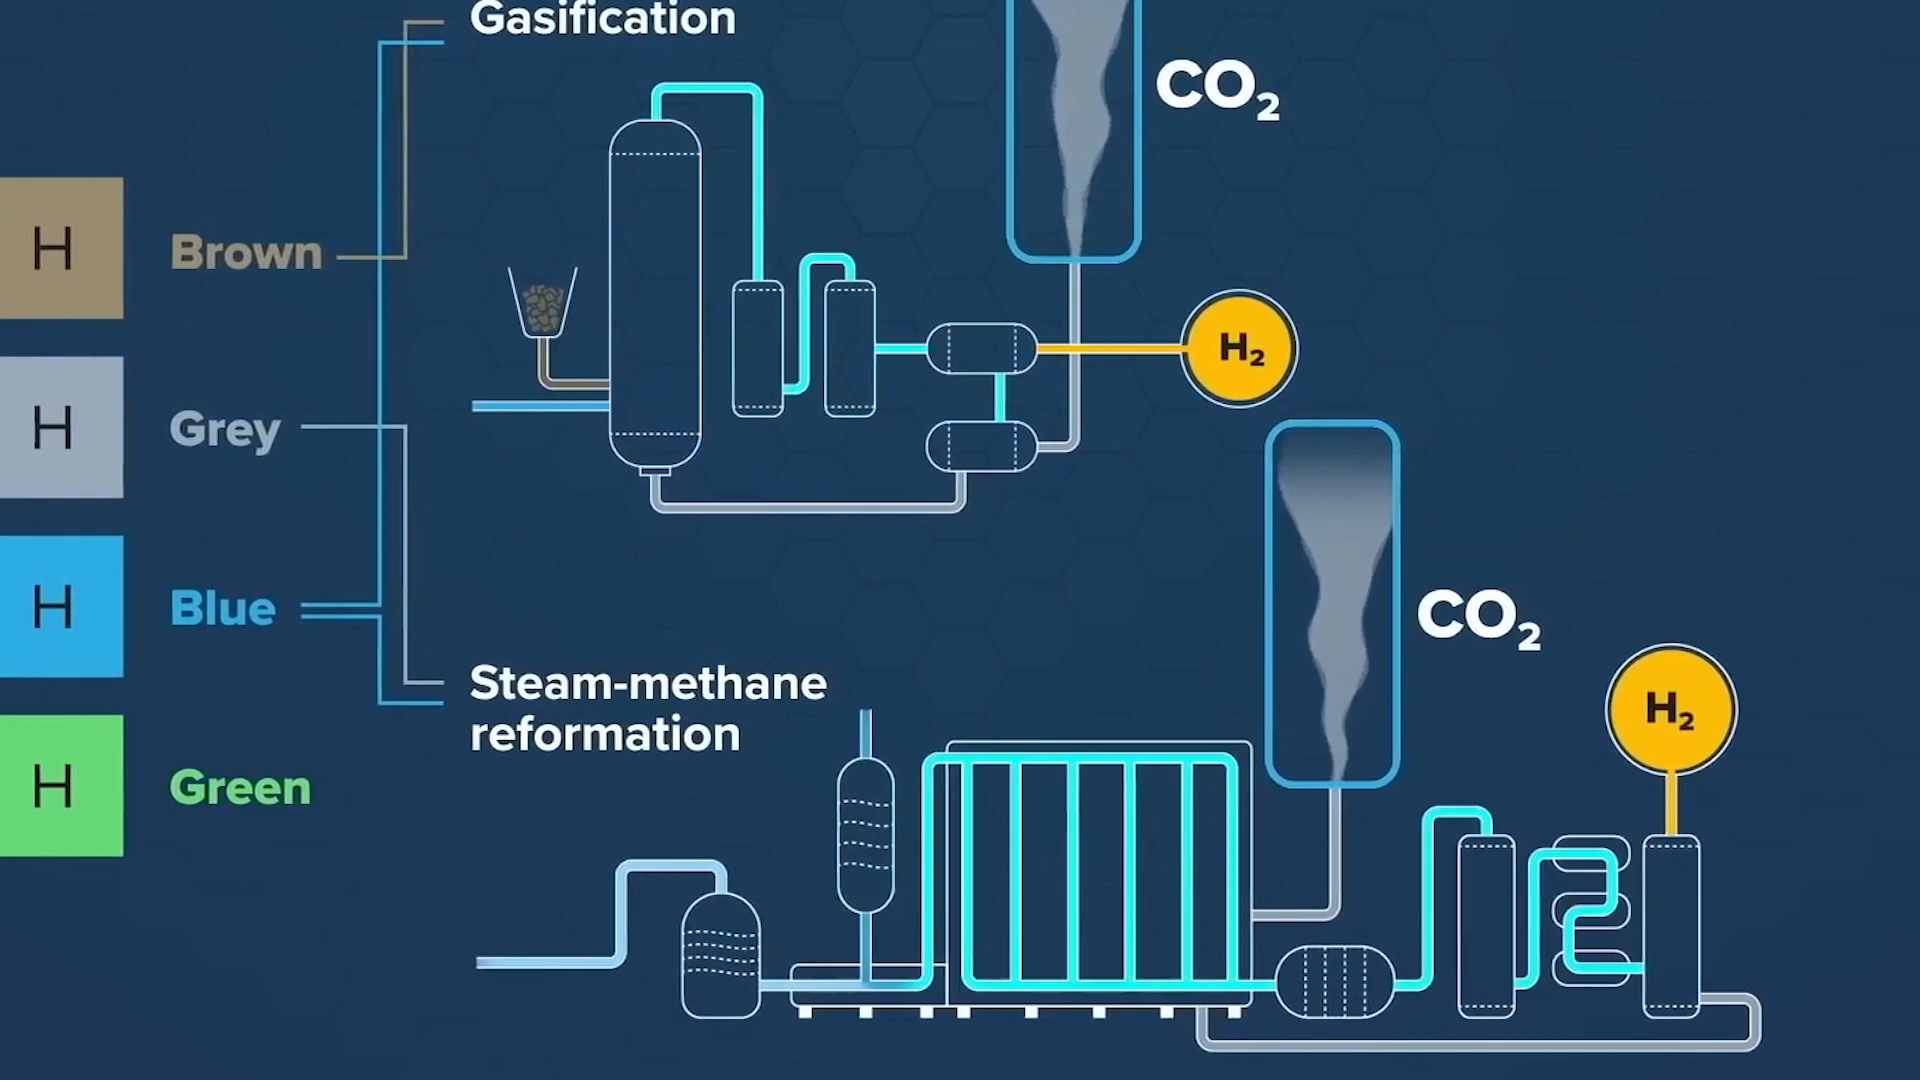 Gasification
CO₂
H Brown
H₂
H Grey
CO₂
H Blue
Steam-methane
reformation
H₂
H Green